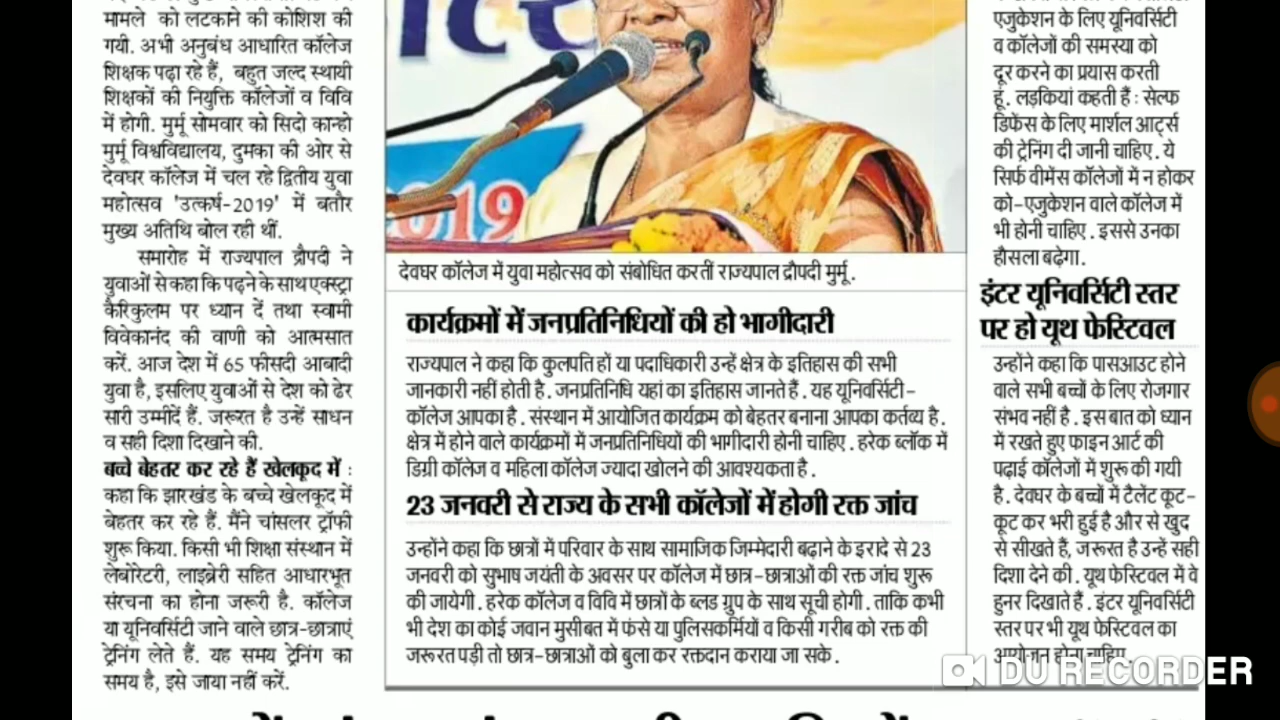 मामले को लटकाने की कोशिश की
गयी. अभी अनुबंध आधारित कॉलेज
शिक्षक पढ़ा रहे हैं, बहुत जल्द स्थायी
शिक्षकों की नियुक्ति कॉलेजों व विवि
में होगी. मुर्मू सोमवार को सिदो कान्हो
मुर्मू विश्वविद्यालय, दुमका की ओर से
देवघर कॉलेज में चल रहे द्वितीय युवा
महोत्सव 'उत्कर्ष-2019' में बतौर
मुख्य अतिथि बोल रही थीं.
समारोह में राज्यपाल द्रौपदी ने
युवाओं से कहा कि पढ़ने के साथ एक्स्ट्रा
कैरिकुलम पर ध्यान दें तथा स्वामी
विवेकानंद की वाणी को आत्मसात
करें. आज देश में 65 फीसदी आबादी
युवा है, इसलिए युवाओं से देश को ढेर
सारी उम्मीदें हैं. जरूरत है उन्हें साधन
व सही दिशा दिखाने की.
बच्चे बेहतर कर रहे हैं खेलकूद में :
कहा कि झारखंड के बच्चे खेलकूद में
बेहतर कर रहे हैं. मैंने चांसलर ट्रॉफी
शुरू किया. किसी भी शिक्षा संस्थान में
लेबोरेटरी, लाइब्रेरी सहित आधारभूत
संरचना का होना जरूरी है. कॉलेज
या यूनिवर्सिटी जाने वाले छात्र-छात्राएं
ट्रेनिंग लेते हैं. यह समय ट्रेनिंग का
समय है, इसे जाया नहीं करें.
2019
देवघर कॉलेज में युवा महोत्सव को संबोधित करतीं राज्यपाल द्रौपदी मुर्मू.
कार्यक्रमों में जनप्रतिनिधियों की हो भागीदारी
राज्यपाल ने कहा कि कुलपति हों या पदाधिकारी उन्हें क्षेत्र के इतिहास की सभी
जानकारी नहीं होती है. जनप्रतिनिधि यहां का इतिहास जानते हैं. यह यूनिवर्सिटी-
कॉलेज आपका है. संस्थान में आयोजित कार्यक्रम को बेहतर बनाना आपका कर्तव्य है.
क्षेत्र में होने वाले कार्यक्रमों में जनप्रतिनिधियों की भागीदारी होनी चाहिए. हरेक ब्लॉक में
डिग्री कॉलेज व महिला कॉलेज ज्यादा खोलने की आवश्यकता है.
23 जनवरी से राज्य के सभी कॉलेजों में होगी रक्त जांच
उन्होंने कहा कि छात्रों में परिवार के साथ सामाजिक जिम्मेदारी बढ़ाने के इरादे से 23
जनवरी को सुभाष जयंती के अवसर पर कॉलेज में छात्र-छात्राओं की रक्त जांच शुरू
की जायेगी. हरेक कॉलेज व विवि में छात्रों के ब्लड ग्रुप के साथ सूची होगी. ताकि कभी
भी देश का कोई जवान मुसीबत में फंसे या पुलिसकर्मियों व किसी गरीब को रक्त की
जरूरत पड़ी तो छात्र-छात्राओं को बुला कर रक्तदान कराया जा सके.
एजुकेशन के लिए यूनिवर्सिटी
व कॉलेजों की समस्या को
दूर करने का प्रयास करती
हूं. लड़कियां कहती हैं : सेल्फ
डिफेंस के लिए मार्शल आर्ट्स
की ट्रेनिंग दी जानी चाहिए. ये
सिर्फ वीमेंस कॉलेजों में न होकर
को-एजुकेशन वाले कॉलेज में
भी होनी चाहिए. इससे उनका
हौसला बढ़ेगा.
इंटर यूनिवर्सिटी स्तर
पर हो यूथ फेस्टिवल
उन्होंने कहा कि पासआउट होने
वाले सभी बच्चों के लिए रोजगार
संभव नहीं है. इस बात को ध्यान
में रखते हुए फाइन आर्ट की
पढ़ाई कॉलेजों में शुरू की गयी
है. देवघर के बच्चों में टैलेंट कूट-
कूट कर भरी हुई है और से खुद
से सीखते हैं, जरूरत है उन्हें सही
दिशा देने की. यूथ फेस्टिवल में वे
हुनर दिखाते हैं. इंटर यूनिवर्सिटी
स्तर पर भी यूथ फेस्टिवल का
आयोजन होना चाहिए.
DU RECORDER